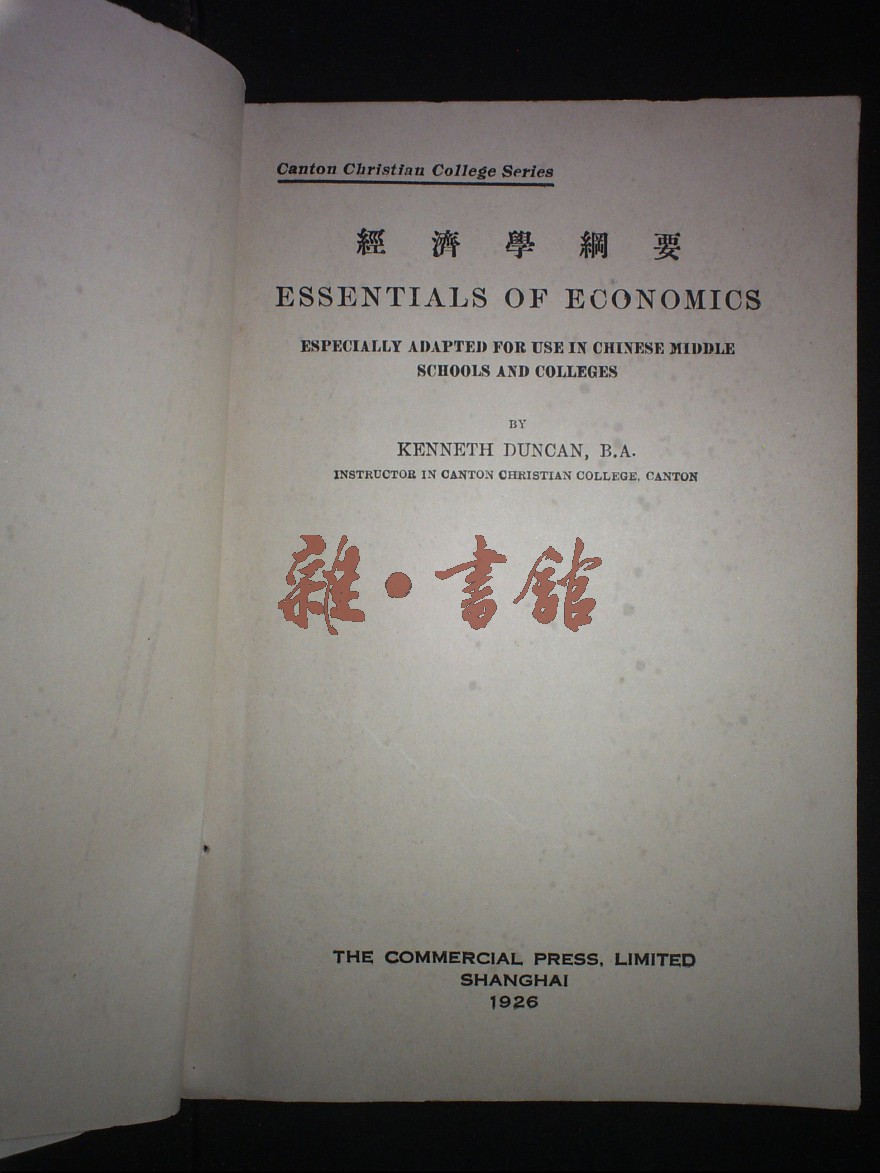 Canton Christian College Series
經濟學綱要
ESSENTIALS OF ECONOMICS
ESPECIALLY ADAPTED FOR USE IN CHINESE MIDDLE
SCHOOLS AND COLLEGES
BY
KENNETH DUNCAN, B.A.
INSTRUCTOR IN CANTON CHRISTIAN COLLEGE, CANTON
雜·書館
THE COMMERCIAL PRESS, LIMITED
SHANGHAI
1926